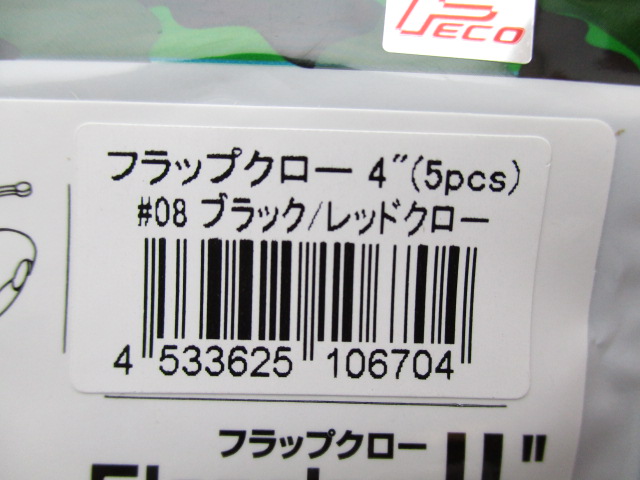 FECO
フラップクロー 4"(5pcs)
#08 ブラック/レッドクロー
4 533625 106704
フラップクロー
"